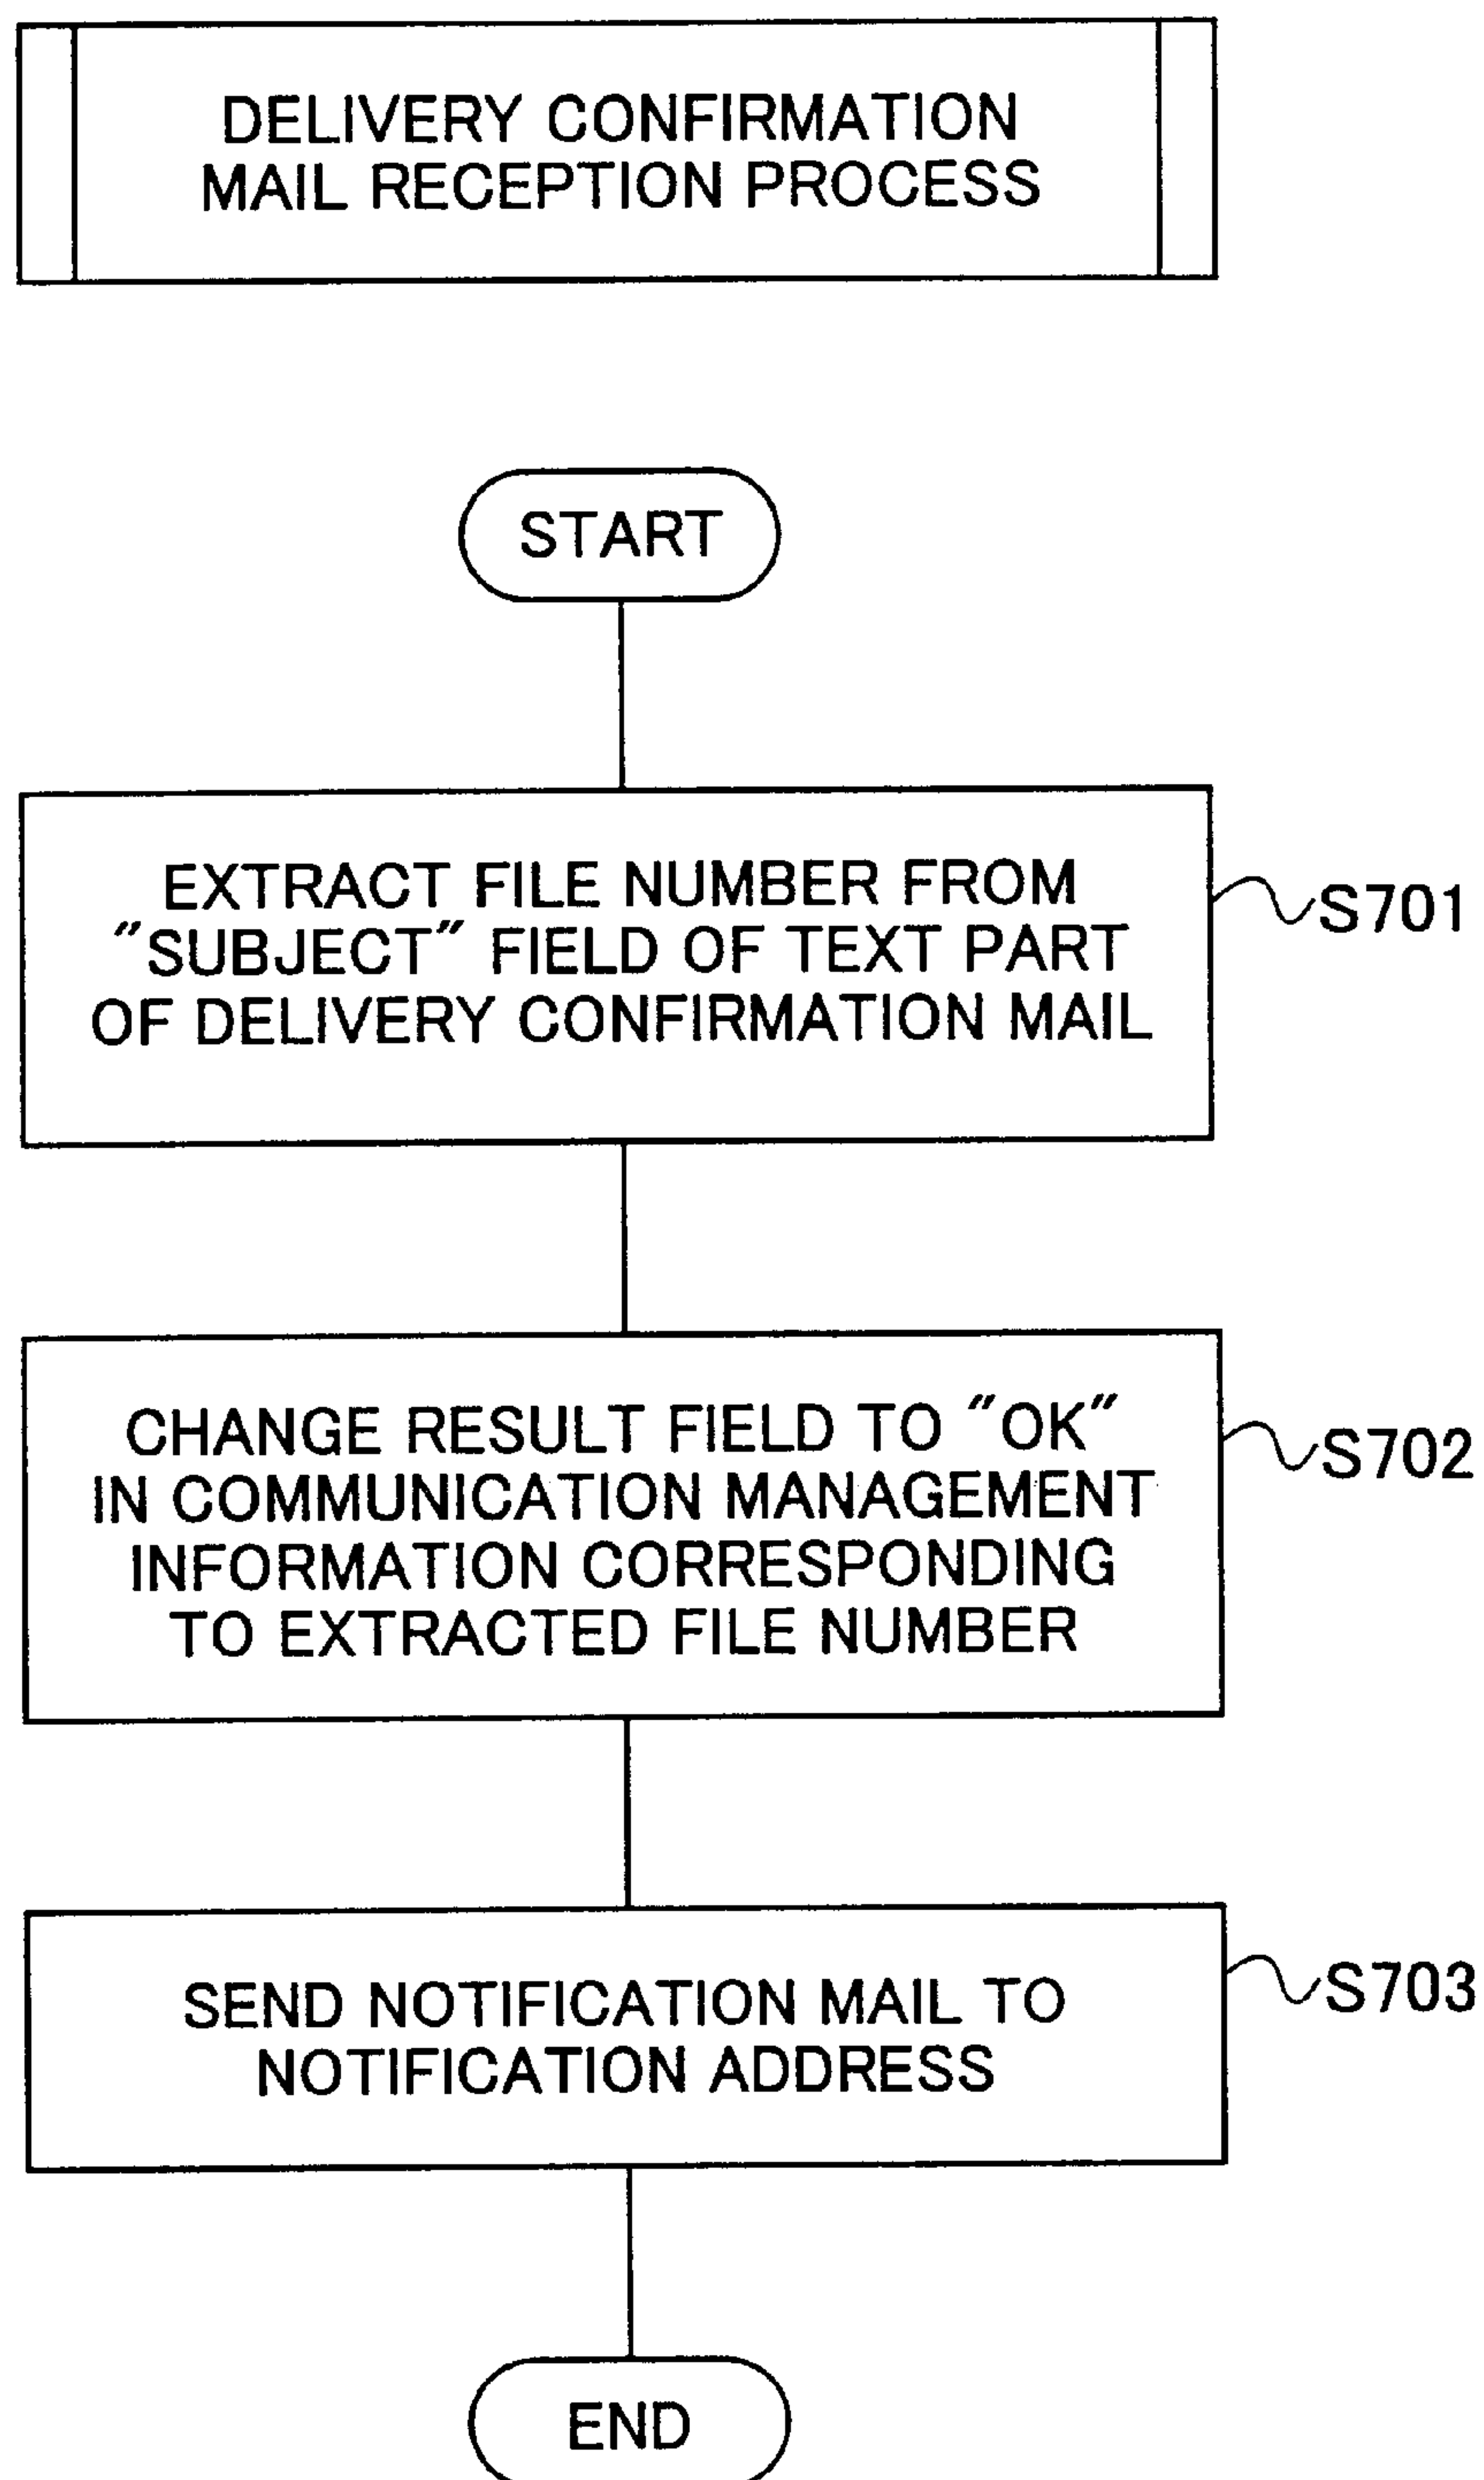 DELIVERY CONFIRMATION
MAIL RECEPTION PROCESS
START
EXTRACT FILE NUMBER FROM
"SUBJECT" FIELD OF TEXT PART
OF DELIVERY CONFIRMATION MAIL
S701
CHANGE RESULT FIELD TO "OK"
IN COMMUNICATION MANAGEMENT
INFORMATION CORRESPONDING
TO EXTRACTED FILE NUMBER
S702
SEND NOTIFICATION MAIL TO
NOTIFICATION ADDRESS
S703
END